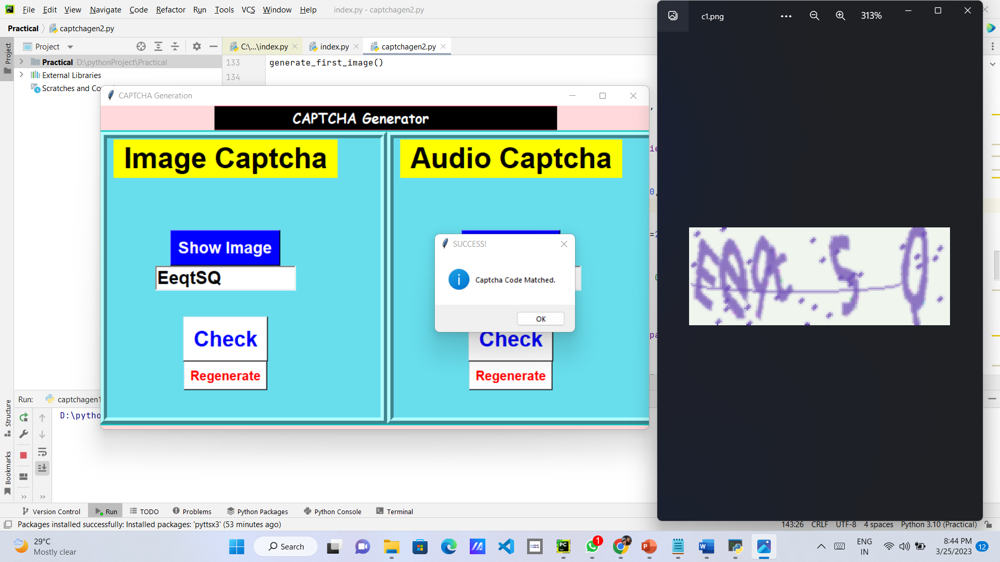 File Edit View Navigate Code Refactor Run Tools VCS Window Help index.py - captchagen2.py
Practical captchagen2.py
Project
Project
C:\...\index.py
index.py
captchagen2.py
Practical D:\pythonProject\Practical
External Libraries
Scratches and Co
133 generate_first_image()
134
CAPTCHA Generation
CAPTCHA Generator
Image Captcha
Audio Captcha
Show Image
EeqtSQ
Check
Regenerate
Check
Regenerate
SUCCESS!
Captcha Code Matched.
OK
c1.png
313%
Run: captchagen1
D:\pytho
Structure
Bookmarks
Version Control
Run
TODO
Problems
Python Packages
Python Console
Terminal
Packages installed successfully: Installed packages: 'pyttsx3' (53 minutes ago)
143:26 CRLF UTF-8 4 spaces Python 3.10 (Practical)
29°C
Mostly clear
Search
1
ENG
IN
8:44 PM
3/25/2023
12